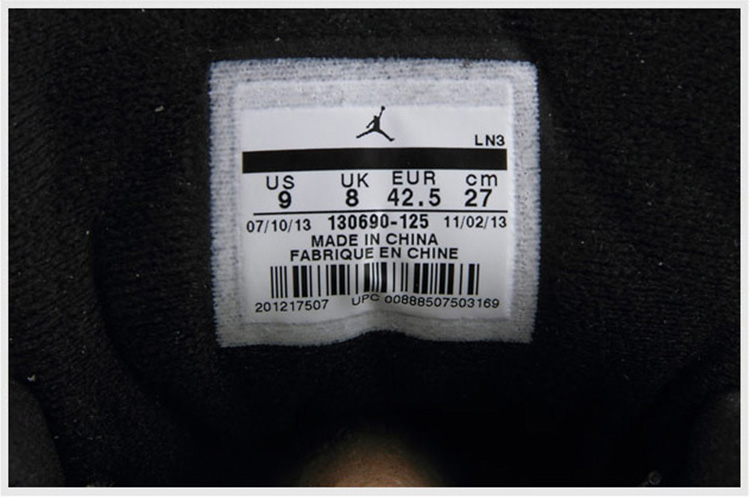 LN3
US UK EUR cm
9 8 42.5 27
07/10/13 130690-125 11/02/13
MADE IN CHINA
FABRIQUE EN CHINE
201217507 UPC 00888507503169